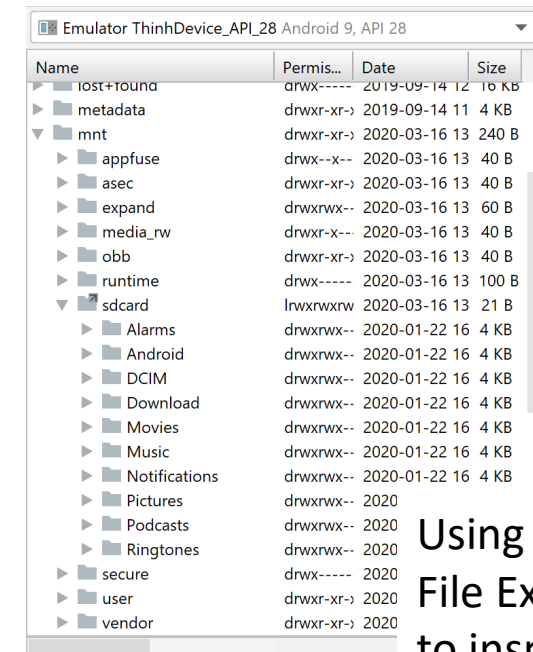 Emulator ThinhDevice_API_28 Android 9, API 28
Name Permis... Date Size
lost+found drwx----- 2019-09-14 12 16 KB
metadata drwxr-xr-x 2019-09-14 11 4 KB
mnt drwxr-xr-x 2020-03-16 13 240 B
appfuse drwx--x-- 2020-03-16 13 40 B
asec drwxr-xr-x 2020-03-16 13 40 B
expand drwxrwx-- 2020-03-16 13 60 B
media_rw drwxr-x--- 2020-03-16 13 40 B
obb drwxr-xr-x 2020-03-16 13 40 B
runtime drwx----- 2020-03-16 13 100 B
sdcard lrwxrwxrw 2020-03-16 13 21 B
Alarms drwxrwx-- 2020-01-22 16 4 KB
Android drwxrwx-- 2020-01-22 16 4 KB
DCIM drwxrwx-- 2020-01-22 16 4 KB
Download drwxrwx-- 2020-01-22 16 4 KB
Movies drwxrwx-- 2020-01-22 16 4 KB
Music drwxrwx-- 2020-01-22 16 4 KB
Notifications drwxrwx-- 2020-01-22 16 4 KB
Pictures drwxrwx-- 2020
Podcasts drwxrwx-- 2020
Ringtones drwxrwx-- 2020
secure drwx----- 2020
user drwxr-xr-x 2020
vendor drwxr-xr-x 2020
Using
File Ex
to insp